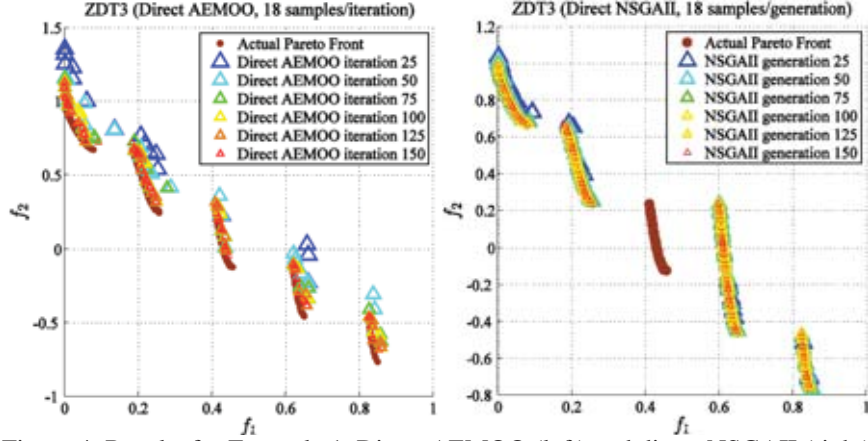 ZDT3 (Direct AEMOO, 18 samples/iteration)
Actual Pareto Front
Direct AEMOO iteration 25
Direct AEMOO iteration 50
Direct AEMOO iteration 75
Direct AEMOO iteration 100
Direct AEMOO iteration 125
Direct AEMOO iteration 150
1.5
1
0.5
0
-0.5
-1
f2
0
0.2
0.4
0.6
0.8
1
f1
ZDT3 (Direct NSGAII, 18 samples/generation)
Actual Pareto Front
NSGAII generation 25
NSGAII generation 50
NSGAII generation 75
NSGAII generation 100
NSGAII generation 125
NSGAII generation 150
1.2
1.0
0.8
0.6
0.4
0.2
0
-0.2
-0.4
-0.6
-0.8
f2
0
0.2
0.4
0.6
0.8
1
f1